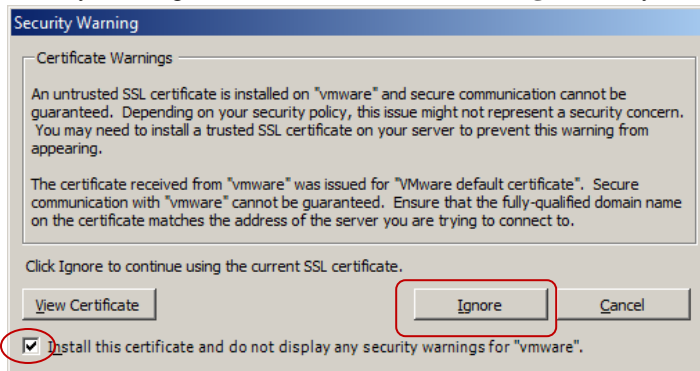 Security Warning
Certificate Warnings
An untrusted SSL certificate is installed on "vmware" and secure communication cannot be
guaranteed. Depending on your security policy, this issue might not represent a security concern.
You may need to install a trusted SSL certificate on your server to prevent this warning from
appearing.
The certificate received from "vmware" was issued for "VMware default certificate". Secure
communication with "vmware" cannot be guaranteed. Ensure that the fully-qualified domain name
on the certificate matches the address of the server you are trying to connect to.
Click Ignore to continue using the current SSL certificate.
View Certificate Ignore Cancel
Install this certificate and do not display any security warnings for "vmware".